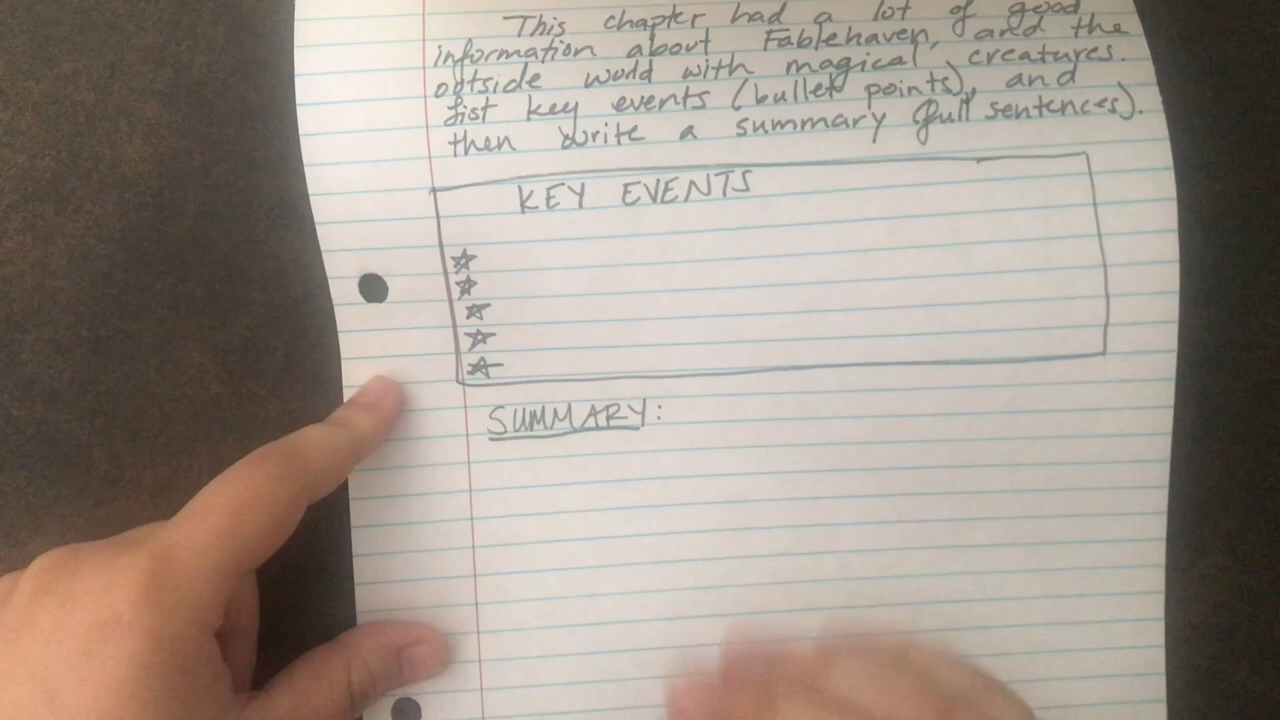 This chapter had a lot of good
information about Fablehaven, and the
outside world with magical creatures.
List key events (bullet points), and
then write a summary (full sentences).
KEY EVENTS
SUMMARY: